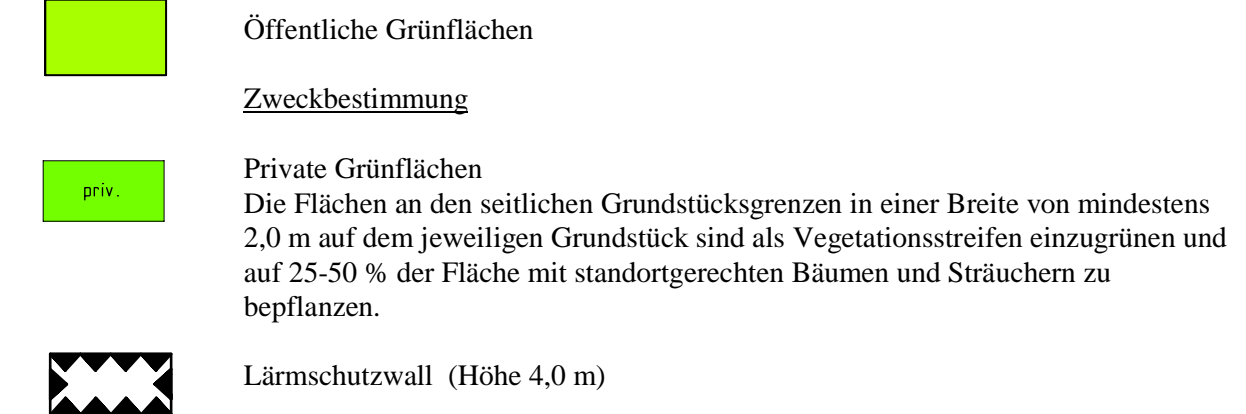 Öffentliche Grünflächen
Zweckbestimmung
priv.
Private Grünflächen
Die Flächen an den seitlichen Grundstücksgrenzen in einer Breite von mindestens
2,0 m auf dem jeweiligen Grundstück sind als Vegetationsstreifen einzugrünen und
auf 25-50 % der Fläche mit standortgerechten Bäumen und Sträuchern zu
bepflanzen.
Lärmschutzwall (Höhe 4,0 m)